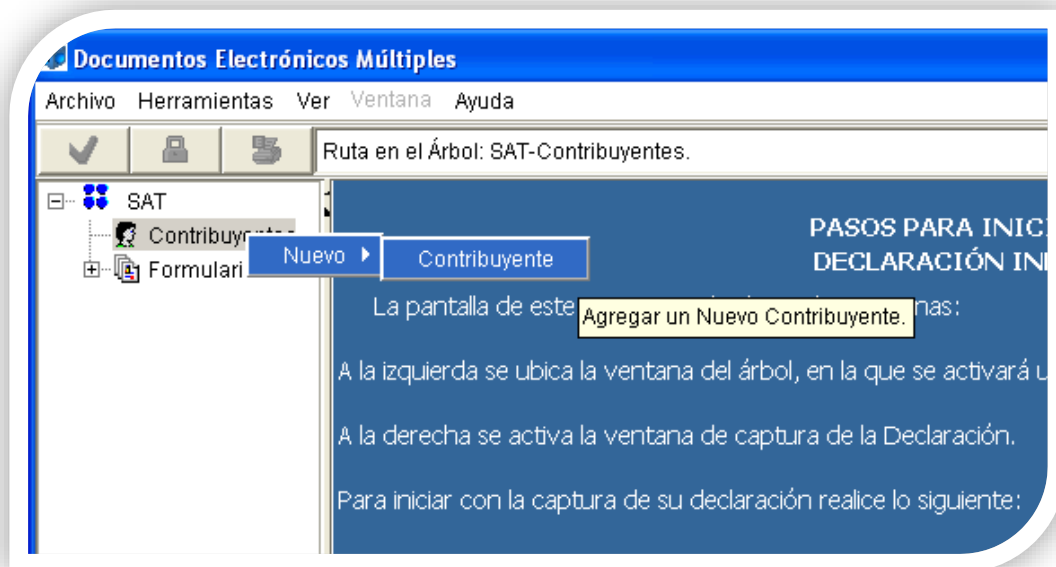 Documentos Electrónicos Múltiples
Archivo Herramientas Ver Ventana Ayuda
Ruta en el Árbol: SAT-Contribuyentes.
SAT
Contribuyentes
Formulari
Nuevo
Contribuyente
Agregar un Nuevo Contribuyente.
PASOS PARA INIC
DECLARACIÓN IN
La pantalla de este nas:
A la izquierda se ubica la ventana del árbol, en la que se activará u
A la derecha se activa la ventana de captura de la Declaración.
Para iniciar con la captura de su declaración realice lo siguiente: